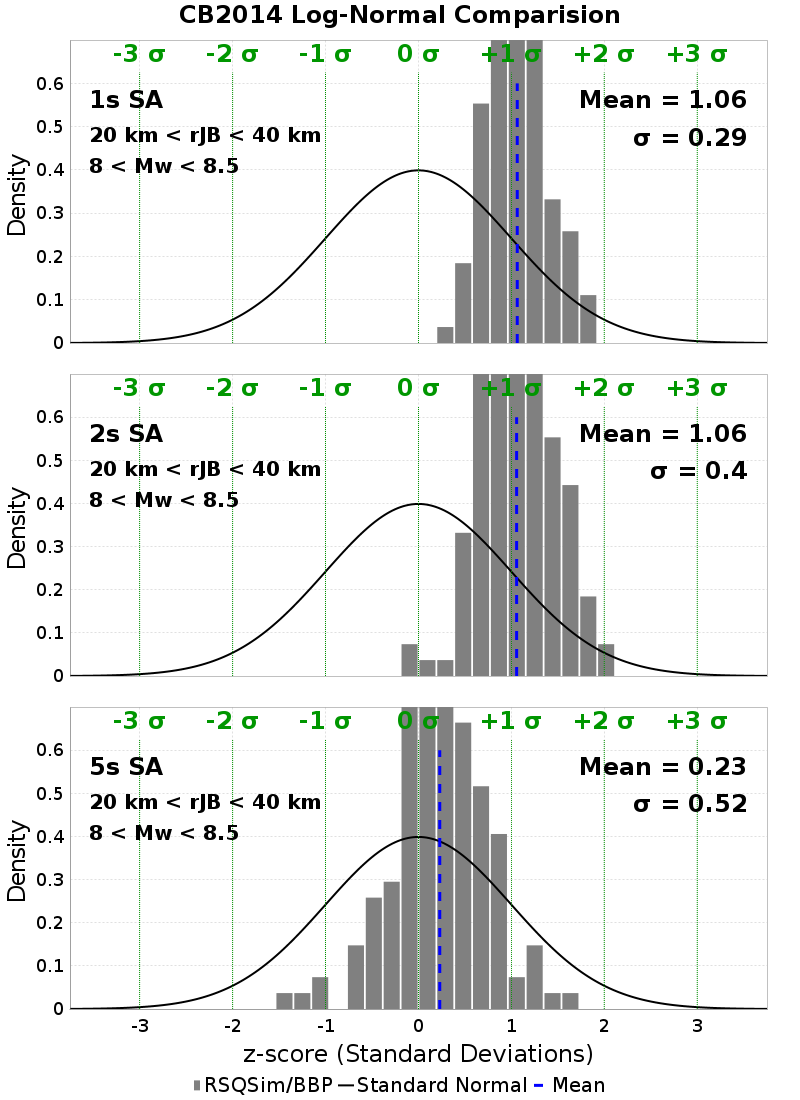 CB2014 Log-Normal Comparision
-3 σ -2 σ -1 σ 0 σ +1 σ +2 σ +3 σ
0.6
1s SA Mean = 1.06
0.5
20 km < rJB < 40 km σ = 0.29
0.4
8 < Mw < 8.5
Density
0.3
0.2
0.1
0
-3 σ -2 σ -1 σ 0 σ +1 σ +2 σ +3 σ
0.6
2s SA Mean = 1.06
0.5
20 km < rJB < 40 km σ = 0.4
0.4
8 < Mw < 8.5
Density
0.3
0.2
0.1
0
-3 σ -2 σ -1 σ 0 σ +1 σ +2 σ +3 σ
0.6
5s SA Mean = 0.23
0.5
20 km < rJB < 40 km σ = 0.52
0.4
8 < Mw < 8.5
Density
0.3
0.2
0.1
0
-3 -2 -1 0 1 2 3
z-score (Standard Deviations)
RSQSim/BBP Standard Normal Mean